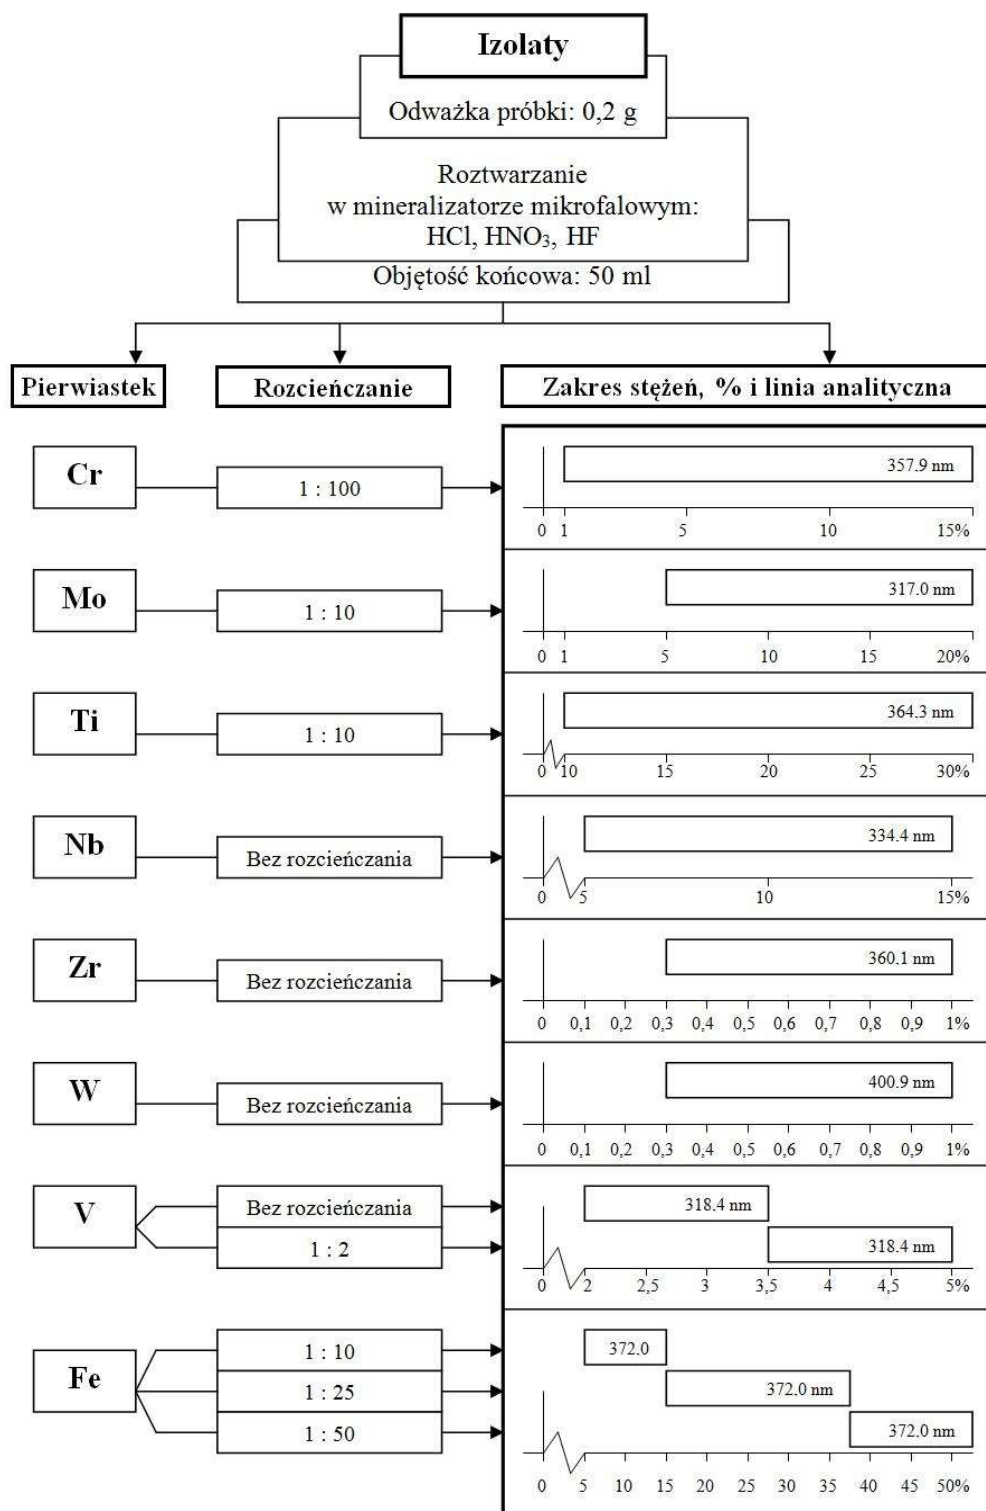 Izolaty
Odważka próbki: 0,2 g
Roztwarzanie
w mineralizatorze mikrofalowym:
HCl, HNO₃, HF
Objętość końcowa: 50 ml
Pierwiastek Rozcieńczanie Zakres stężeń, % i linia analityczna
Cr 1 : 100 357.9 nm
0 1 5 10 15%
Mo 1 : 10 317.0 nm
0 1 5 10 15 20%
Ti 1 : 10 364.3 nm
0 10 15 20 25 30%
Nb Bez rozcieńczania 334.4 nm
0 5 10 15%
Zr Bez rozcieńczania 360.1 nm
0 0,1 0,2 0,3 0,4 0,5 0,6 0,7 0,8 0,9 1%
W Bez rozcieńczania 400.9 nm
0 0,1 0,2 0,3 0,4 0,5 0,6 0,7 0,8 0,9 1%
V Bez rozcieńczania 318.4 nm
1 : 2 318.4 nm
0 2 2,5 3 3,5 4 4,5 5%
Fe 1 : 10 372.0
1 : 25 372.0 nm
1 : 50 372.0 nm
0 5 10 15 20 25 30 35 40 45 50%